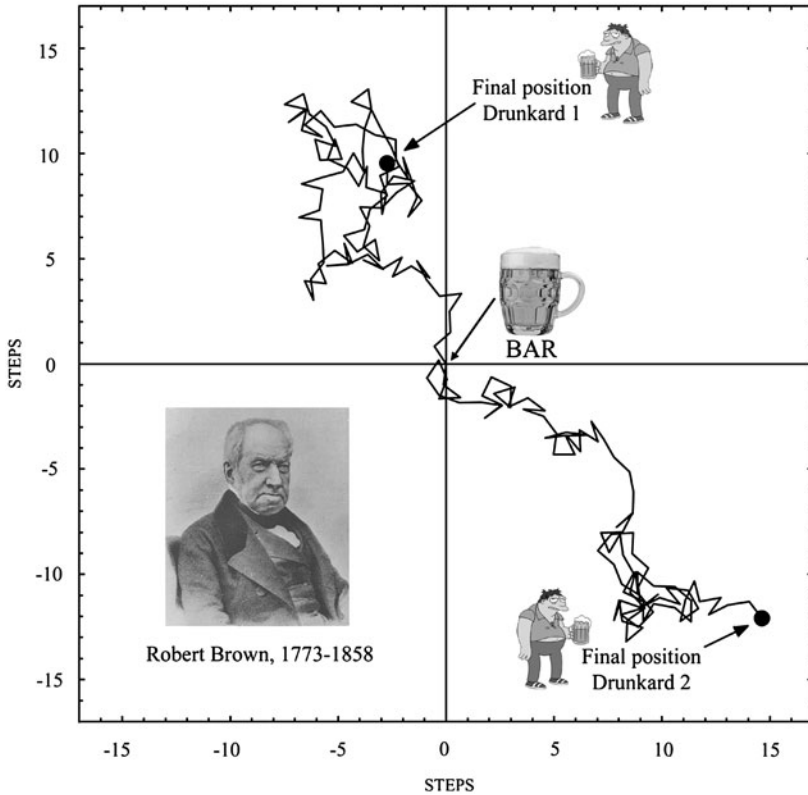 15
Final position
Drunkard 1
10
5
BAR
0
STEPS
-5
-10
Robert Brown, 1773-1858
Final position
Drunkard 2
-15
-15 -10 -5 0 5 10 15
STEPS